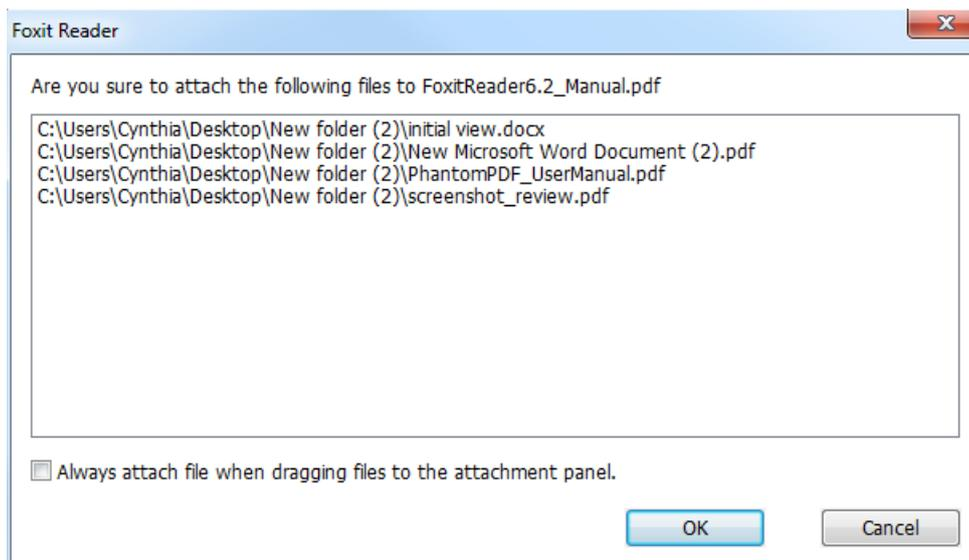 Foxit Reader
Are you sure to attach the following files to FoxitReader6.2_Manual.pdf
C:\Users\Cynthia\Desktop\New folder (2)\initial view.docx
C:\Users\Cynthia\Desktop\New folder (2)\New Microsoft Word Document (2).pdf
C:\Users\Cynthia\Desktop\New folder (2)\PhantomPDF_UserManual.pdf
C:\Users\Cynthia\Desktop\New folder (2)\screenshot_review.pdf
Always attach file when dragging files to the attachment panel.
OK Cancel